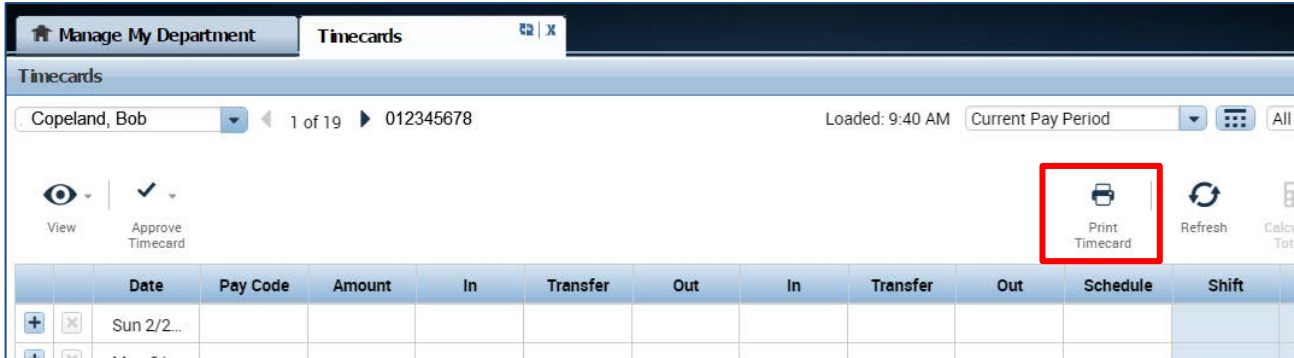 Manage My Department Timecards X
Timecards
Copeland, Bob 1 of 19 012345678 Loaded: 9:40 AM Current Pay Period All
View Approve Timecard Print Timecard Refresh
Date Pay Code Amount In Transfer Out In Transfer Out Schedule Shift
Sun 2/2...